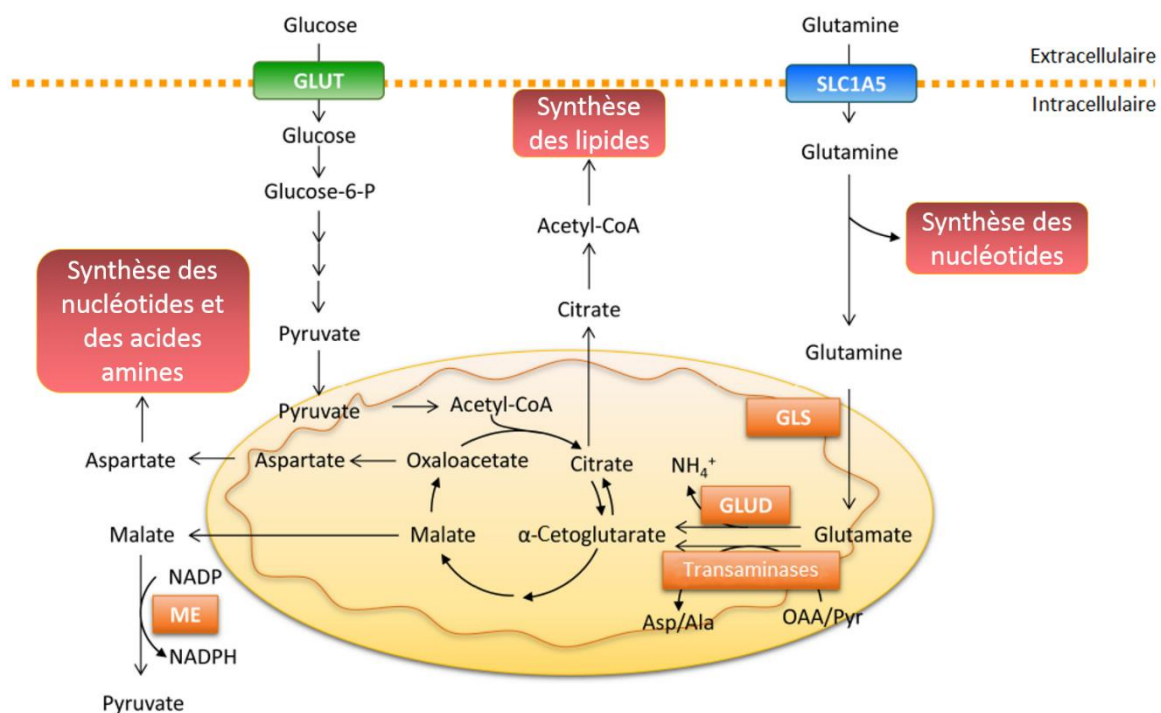 Glucose
Glutamine
Extracellulaire
GLUT
SLC1A5
Intracellulaire
Synthèse
des lipides
Glucose
Glutamine
Glucose-6-P
Acetyl-CoA
Synthèse des
nucléotides
Synthèse des
nucléotides et
des acides
amines
Citrate
Pyruvate
Glutamine
Pyruvate
Acetyl-CoA
GLS
Aspartate
Aspartate
Oxaloacetate
Citrate
NH4+
GLUD
Malate
Malate
α-Cetoglutarate
Glutamate
Transaminases
NADP
ME
Asp/Ala
OAA/Pyr
NADPH
Pyruvate